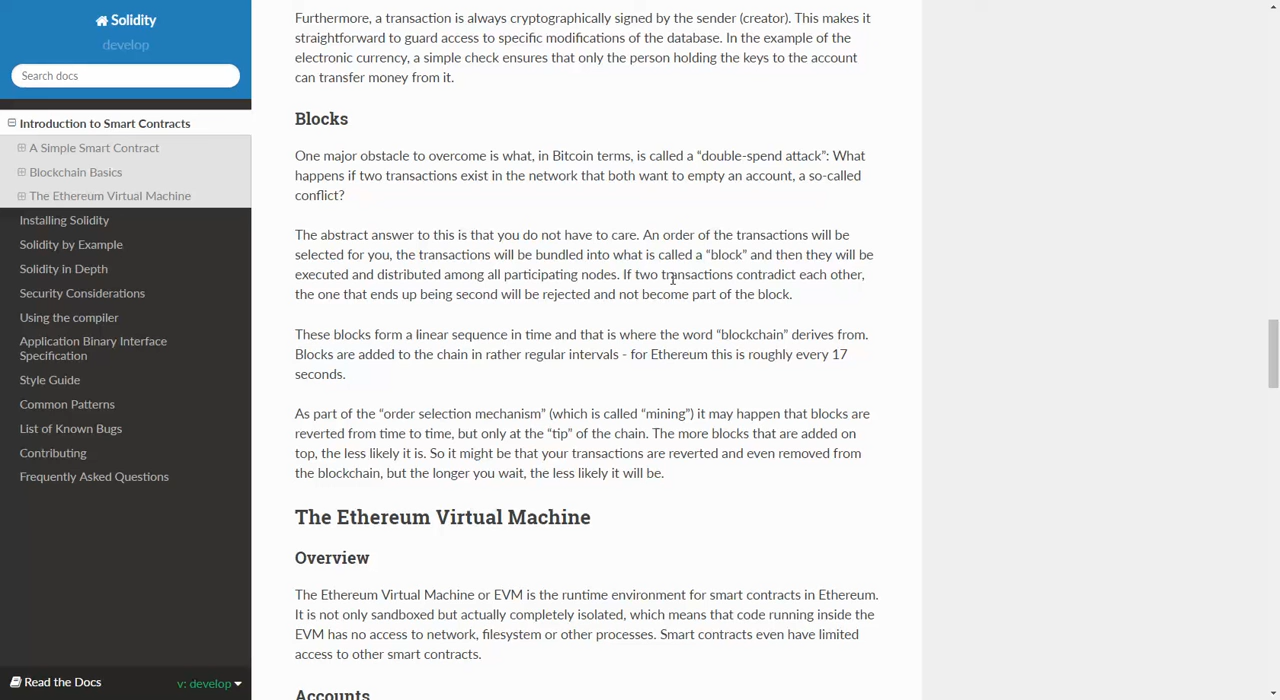 Solidity
develop
Search docs
Introduction to Smart Contracts
A Simple Smart Contract
Blockchain Basics
The Ethereum Virtual Machine
Installing Solidity
Solidity by Example
Solidity in Depth
Security Considerations
Using the compiler
Application Binary Interface
Specification
Style Guide
Common Patterns
List of Known Bugs
Contributing
Frequently Asked Questions
Read the Docs
v: develop
Furthermore, a transaction is always cryptographically signed by the sender (creator). This makes it
straightforward to guard access to specific modifications of the database. In the example of the
electronic currency, a simple check ensures that only the person holding the keys to the account
can transfer money from it.
Blocks
One major obstacle to overcome is what, in Bitcoin terms, is called a “double-spend attack”: What
happens if two transactions exist in the network that both want to empty an account, a so-called
conflict?
The abstract answer to this is that you do not have to care. An order of the transactions will be
selected for you, the transactions will be bundled into what is called a “block” and then they will be
executed and distributed among all participating nodes. If two transactions contradict each other,
the one that ends up being second will be rejected and not become part of the block.
These blocks form a linear sequence in time and that is where the word “blockchain” derives from.
Blocks are added to the chain in rather regular intervals - for Ethereum this is roughly every 17
seconds.
As part of the “order selection mechanism” (which is called “mining”) it may happen that blocks are
reverted from time to time, but only at the “tip” of the chain. The more blocks that are added on
top, the less likely it is. So it might be that your transactions are reverted and even removed from
the blockchain, but the longer you wait, the less likely it will be.
The Ethereum Virtual Machine
Overview
The Ethereum Virtual Machine or EVM is the runtime environment for smart contracts in Ethereum.
It is not only sandboxed but actually completely isolated, which means that code running inside the
EVM has no access to network, filesystem or other processes. Smart contracts even have limited
access to other smart contracts.
Accounts